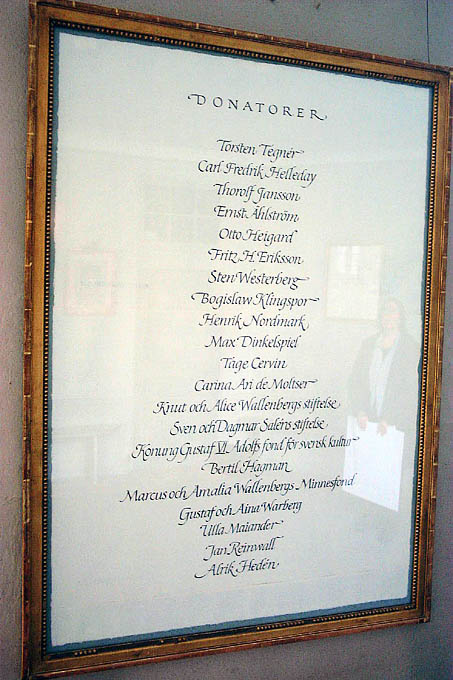 DONATORER
Torsten Tegnér
Carl Fredrik Helleday
Thorolf Jansson
Ernst Åhlström
Otto Heigard
Fritz H. Eriksson
Sten Westerberg
Bogislaw Klingspor
Henrik Nordmark
Max Dinkelspiel
Tage Cervin
Carina Ari de Moltser
Knut och Alice Wallenbergs stiftelse
Sven och Dagmar Saléns stiftelse
Konung Gustaf VI Adolfs fond för svensk kultur
Bertil Hagman
Marcus och Amalia Wallenbergs Minnesfond
Gustaf och Aina Warberg
Ulla Maiander
Jan Reinwall
Alrik Hedén